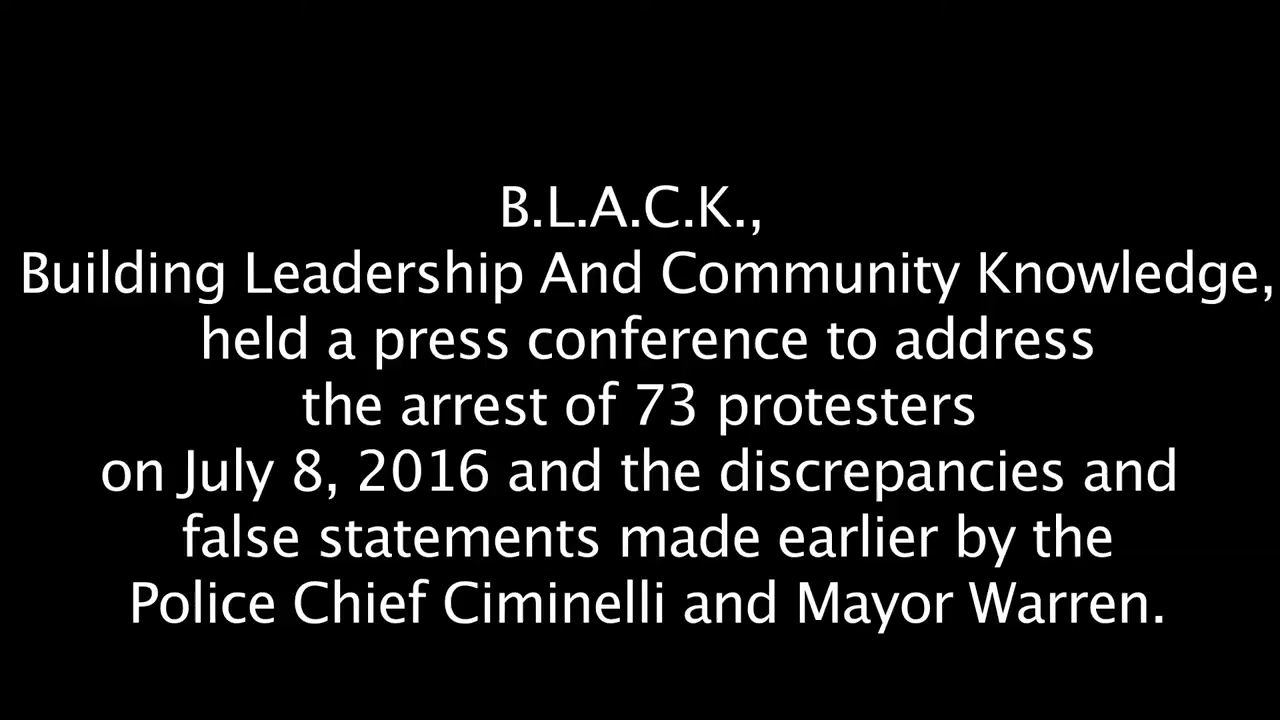 B.L.A.C.K.,
Building Leadership And Community Knowledge,
held a press conference to address
the arrest of 73 protesters
on July 8, 2016 and the discrepancies and
false statements made earlier by the
Police Chief Ciminelli and Mayor Warren.